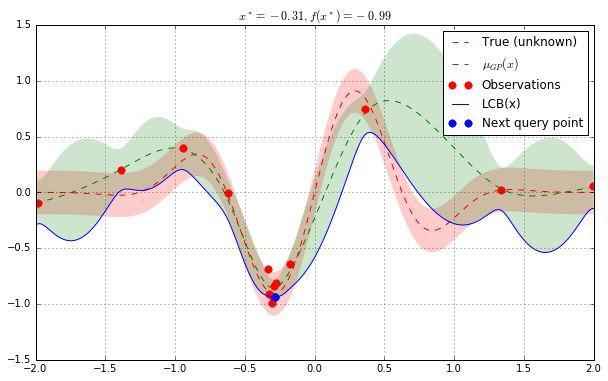 x* = −0.31, f(x*) = −0.99
1.5
1.0
0.5
0.0
−0.5
−1.0
−1.5
−2.0 −1.5 −1.0 −0.5 0.0 0.5 1.0 1.5 2.0
True (unknown)
μGP(x)
Observations
LCB(x)
Next query point